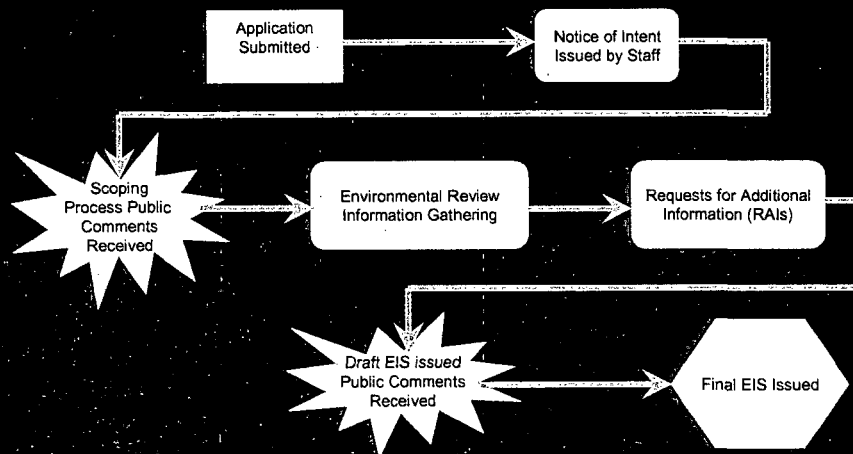 Application
Submitted
Notice of Intent
Issued by Staff
Scoping
Process Public
Comments
Received
Environmental Review
Information Gathering
Requests for Additional
Information (RAIs)
Draft EIS issued
Public Comments
Received
Final EIS Issued